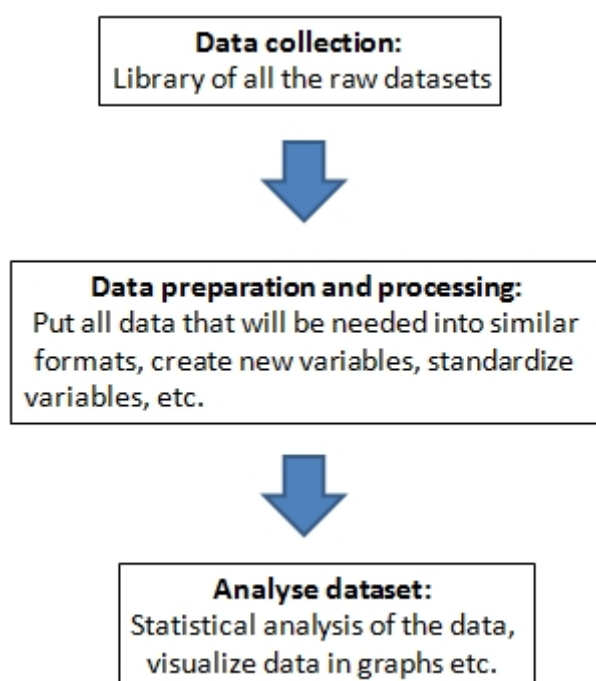 Data collection:
Library of all the raw datasets
Data preparation and processing:
Put all data that will be needed into similar
formats, create new variables, standardize
variables, etc.
Analyse dataset:
Statistical analysis of the data,
visualize data in graphs etc.